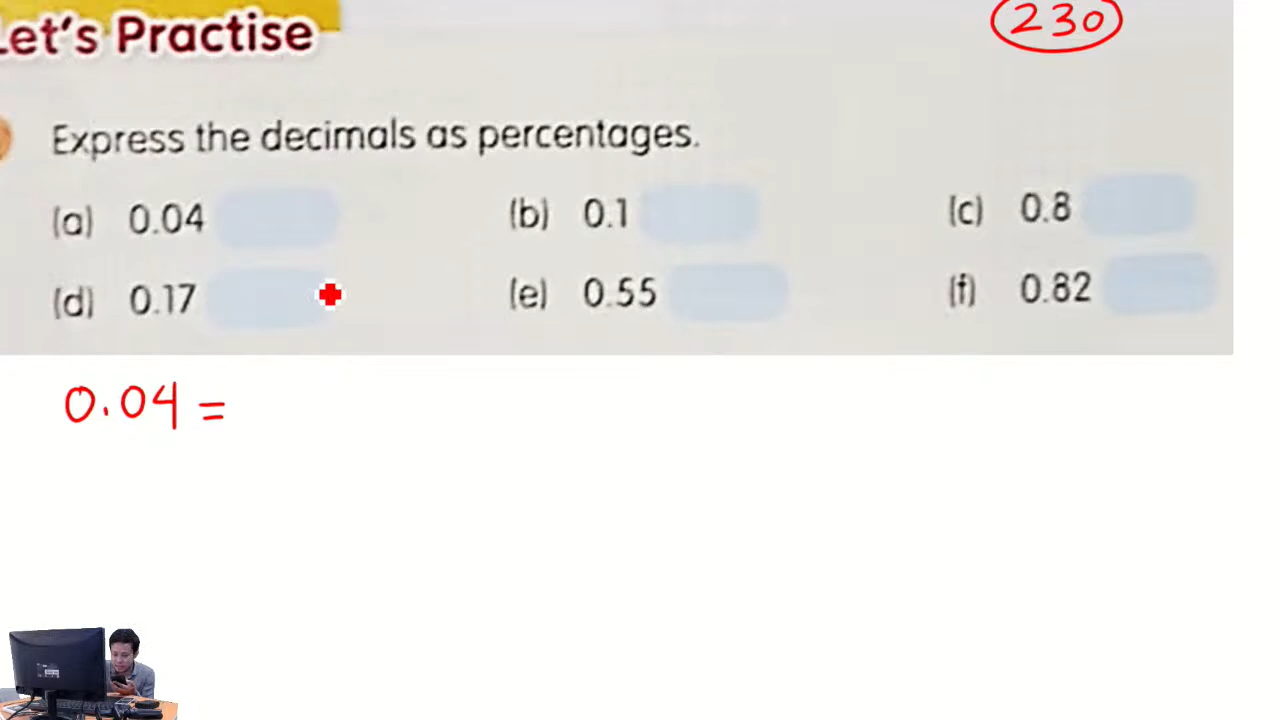 Let's Practise
230
Express the decimals as percentages.
(a) 0.04 (b) 0.1 (c) 0.8
(d) 0.17 (e) 0.55 (f) 0.82
0.04 =